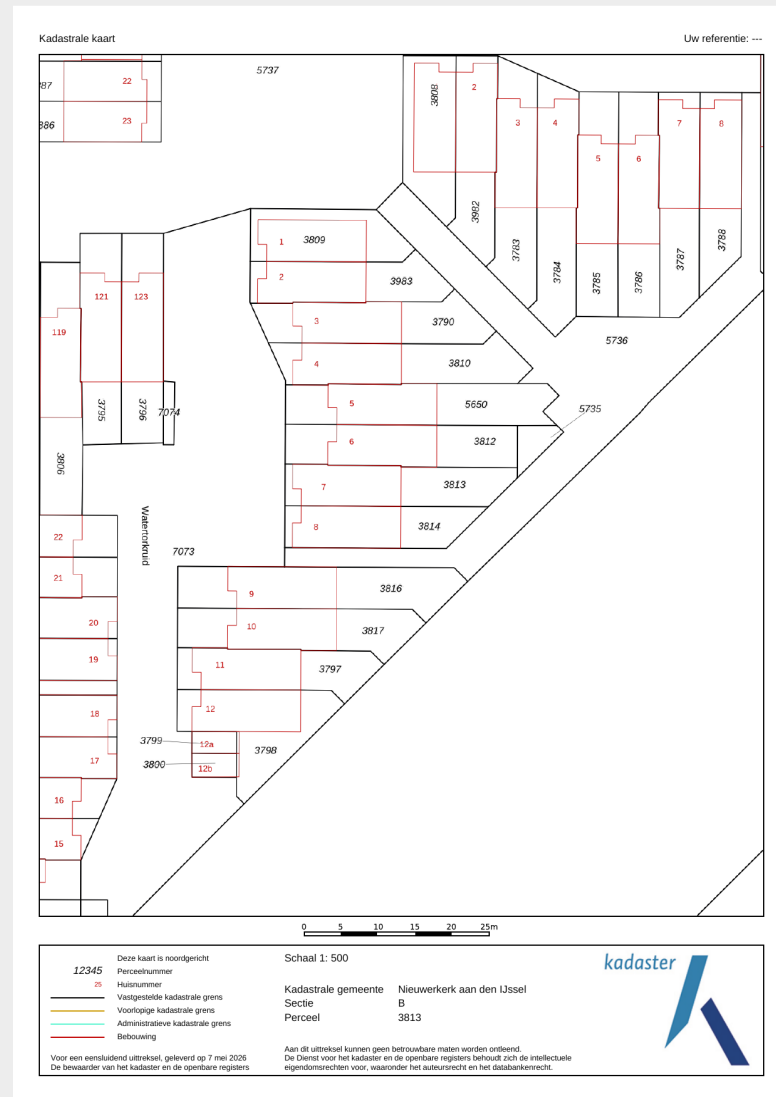 Kadastrale kaart
Uw referentie: ---
5737
22
87
23
386
3808
2
3
4
5
6
7
8
3982
3783
3784
3785
3786
3787
3788
1
3809
2
3983
3
3790
4
3810
5736
121
123
119
3795
3796
7074
3806
5
5650
5735
6
3812
7
3813
8
3814
Watertorkruid
7073
22
21
20
19
18
17
16
15
9
3816
10
3817
11
3797
12
3799
12a
3798
3800
12b
0 5 10 15 20 25m
Deze kaart is noordgericht
12345 Perceelnummer
25 Huisnummer
Vastgestelde kadastrale grens
Voorlopige kadastrale grens
Administratieve kadastrale grens
Bebouwing
Voor een eensluidend uittreksel, geleverd op 7 mei 2026
De bewaarder van het kadaster en de openbare registers
Schaal 1: 500
Kadastrale gemeente Nieuwerkerk aan den IJssel
Sectie B
Perceel 3813
Aan dit uittreksel kunnen geen betrouwbare maten worden ontleend.
De Dienst voor het kadaster en de openbare registers behoudt zich de intellectuele
eigendomsrechten voor, waaronder het auteursrecht en het databankenrecht.
kadaster